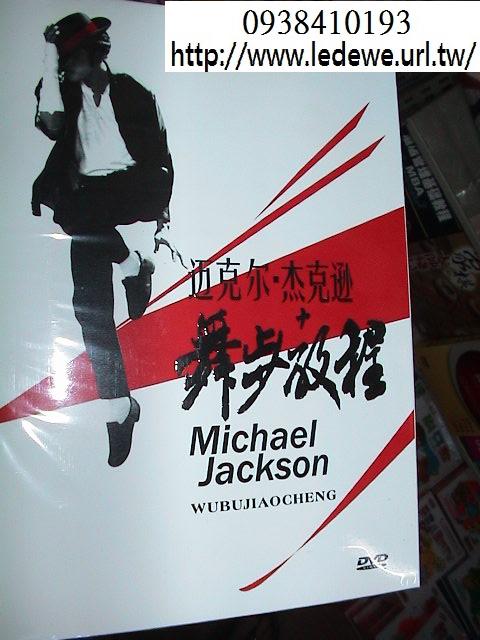 0938410193
http://www.ledewe.url.tw/
迈克尔·杰克逊
+
舞步教程
Michael
Jackson
WUBUJIAOCHENG
DVD
MBA